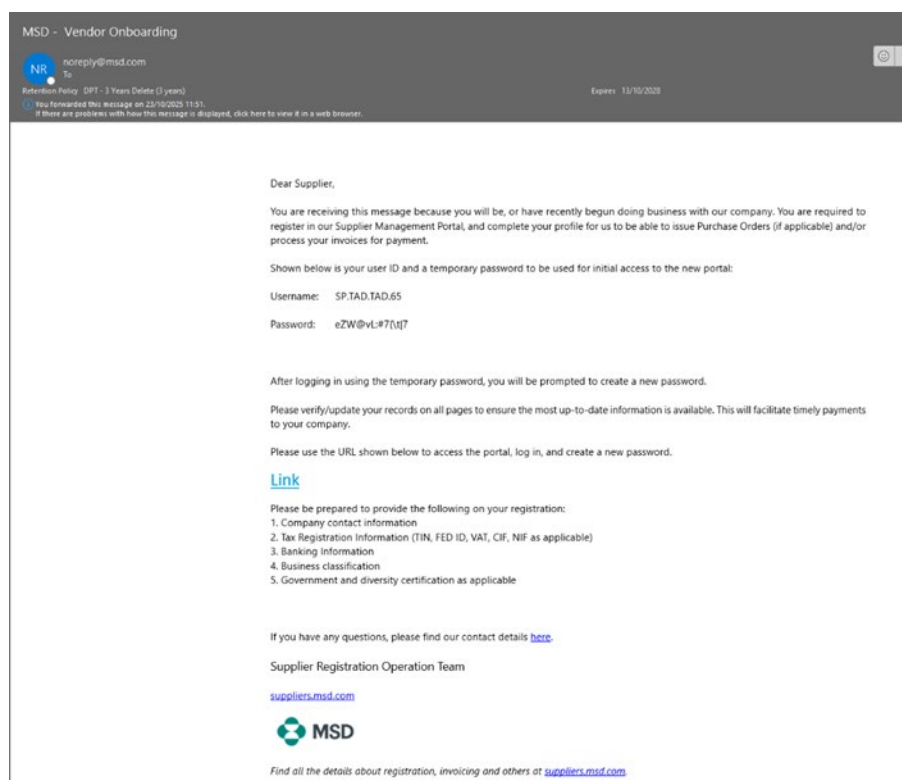 MSD - Vendor Onboarding
NR
noreply@msd.com
To
Retention Policy DPT - 3 Years Delete (3 years)
Expires 13/10/2028
You forwarded this message on 23/10/2025 11:51.
If there are problems with how this message is displayed, click here to view it in a web browser.
Dear Supplier,
You are receiving this message because you will be, or have recently begun doing business with our company. You are required to
register in our Supplier Management Portal, and complete your profile for us to be able to issue Purchase Orders (if applicable) and/or
process your invoices for payment.
Shown below is your user ID and a temporary password to be used for initial access to the new portal:
Username: SP.TAD.TAD.65
Password:
After logging in using the temporary password, you will be prompted to create a new password.
Please verify/update your records on all pages to ensure the most up-to-date information is available. This will facilitate timely payments
to your company.
Please use the URL shown below to access the portal, log in, and create a new password.
Link
Please be prepared to provide the following on your registration:
1. Company contact information
2. Tax Registration Information (TIN, FED ID, VAT, CIF, NIF as applicable)
3. Banking Information
4. Business classification
5. Government and diversity certification as applicable
If you have any questions, please find our contact details here.
Supplier Registration Operation Team
suppliers.msd.com
MSD
Find all the details about registration, invoicing and others at suppliers.msd.com.